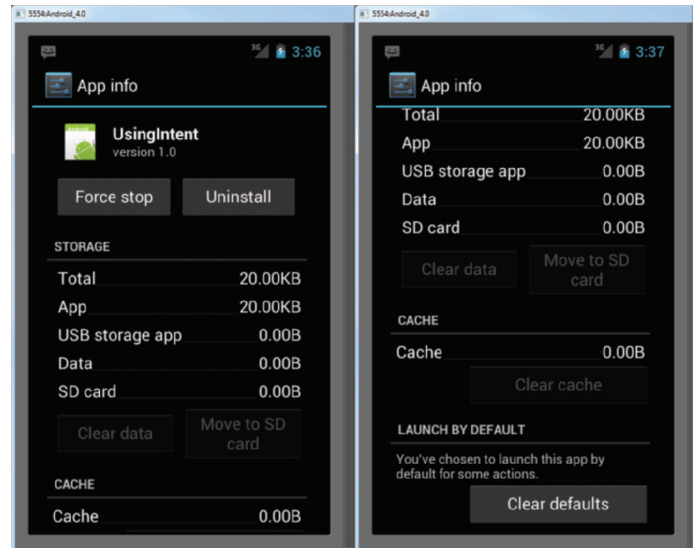 5554:Android_4.0
3G 3:36
App info
UsingIntent
version 1.0
Force stop Uninstall
STORAGE
Total 20.00KB
App 20.00KB
USB storage app 0.00B
Data 0.00B
SD card 0.00B
Clear data Move to SD
card
CACHE
Cache 0.00B
5554:Android_4.0
3G 3:37
App info
Total 20.00KB
App 20.00KB
USB storage app 0.00B
Data 0.00B
SD card 0.00B
Clear data Move to SD
card
CACHE
Cache 0.00B
Clear cache
LAUNCH BY DEFAULT
You've chosen to launch this app by
default for some actions.
Clear defaults